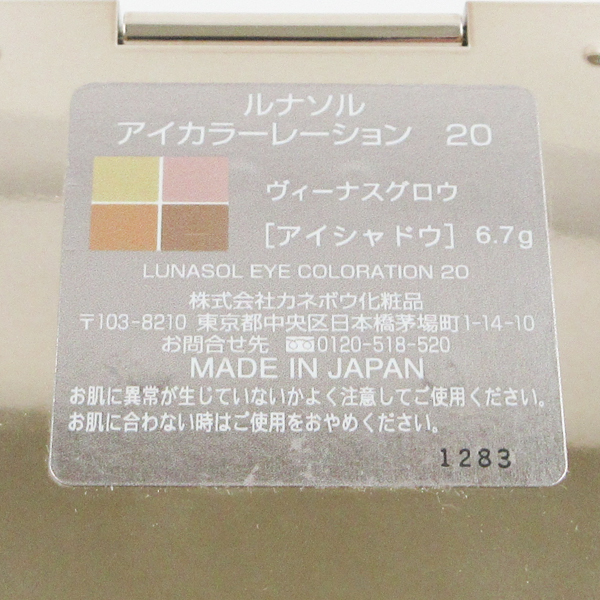 ルナソル
アイカラーレーション 20
ヴィーナスグロウ
[アイシャドウ] 6.7g
LUNASOL EYE COLORATION 20
株式会社カネボウ化粧品
〒103-8210 東京都中央区日本橋茅場町1-14-10
お問合せ先 0120-518-520
MADE IN JAPAN
お肌に異常が生じていないかよく注意してご使用ください。
お肌に合わない時はご使用をおやめください。
1283